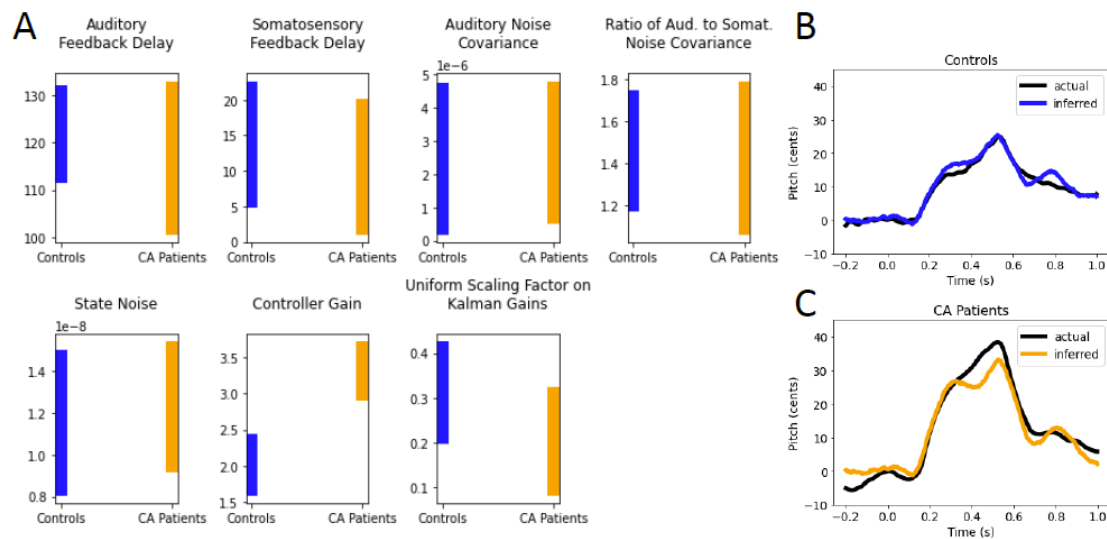 A
Auditory
Feedback Delay
Somatosensory
Feedback Delay
Auditory Noise
Covariance
Ratio of Aud. to Somat.
Noise Covariance
130
120
110
100
Controls
CA Patients
20
15
10
5
0
Controls
CA Patients
1e−6
5
4
3
2
1
0
Controls
CA Patients
1.8
1.6
1.4
1.2
Controls
CA Patients
State Noise
Controller Gain
Uniform Scaling Factor on
Kalman Gains
1e−8
1.4
1.2
1.0
0.8
Controls
CA Patients
3.5
3.0
2.5
2.0
1.5
Controls
CA Patients
0.4
0.3
0.2
0.1
Controls
CA Patients
B
Controls
actual
inferred
Pitch (cents)
40
30
20
10
0
−10
−0.2 0.0 0.2 0.4 0.6 0.8 1.0
Time (s)
C
CA Patients
actual
inferred
Pitch (cents)
40
30
20
10
0
−10
−0.2 0.0 0.2 0.4 0.6 0.8 1.0
Time (s)